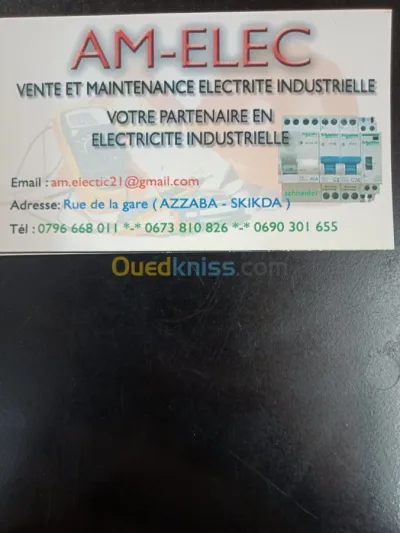 AM-ELEC
VENTE ET MAINTENANCE ELECTRITE INDUSTRIELLE
VOTRE PARTENAIRE EN
ELECTRICITE INDUSTRIELLE
Email : am.electic21@gmail.com
schneider
Adresse: Rue de la gare ( AZZABA - SKIKDA )
Tél : 0796 668 011 *-* 0673 810 826 *-* 0690 301 655
Ouedkniss.com